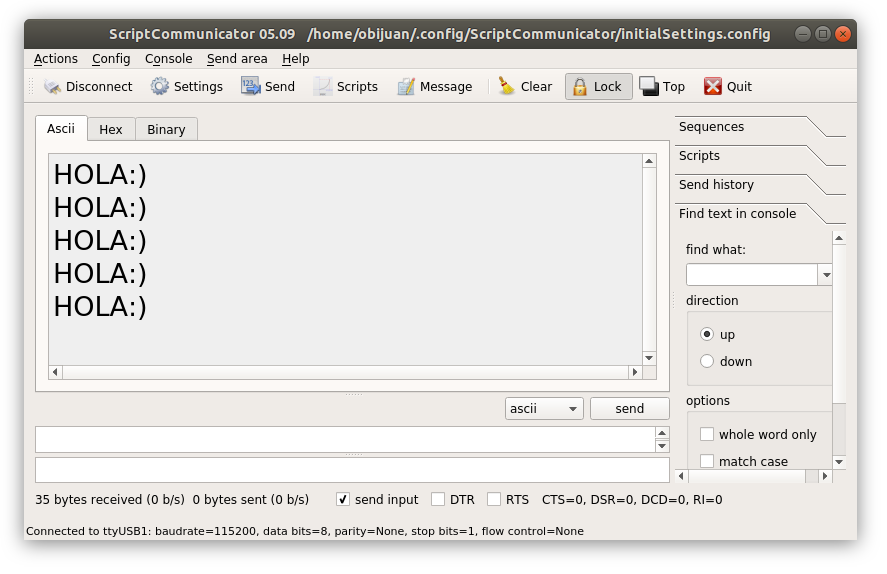 ScriptCommunicator 05.09 /home/obijuan/.config/ScriptCommunicator/initialSettings.config
Actions Config Console Send area Help
Disconnect Settings Send Scripts Message Clear Lock Top Quit
Ascii Hex Binary
HOLA:)
HOLA:)
HOLA:)
HOLA:)
HOLA:)
ascii send
Sequences
Scripts
Send history
Find text in console
find what:
direction
up
down
options
whole word only
match case
35 bytes received (0 b/s) 0 bytes sent (0 b/s) send input DTR RTS CTS=0, DSR=0, DCD=0, RI=0
Connected to ttyUSB1: baudrate=115200, data bits=8, parity=None, stop bits=1, flow control=None